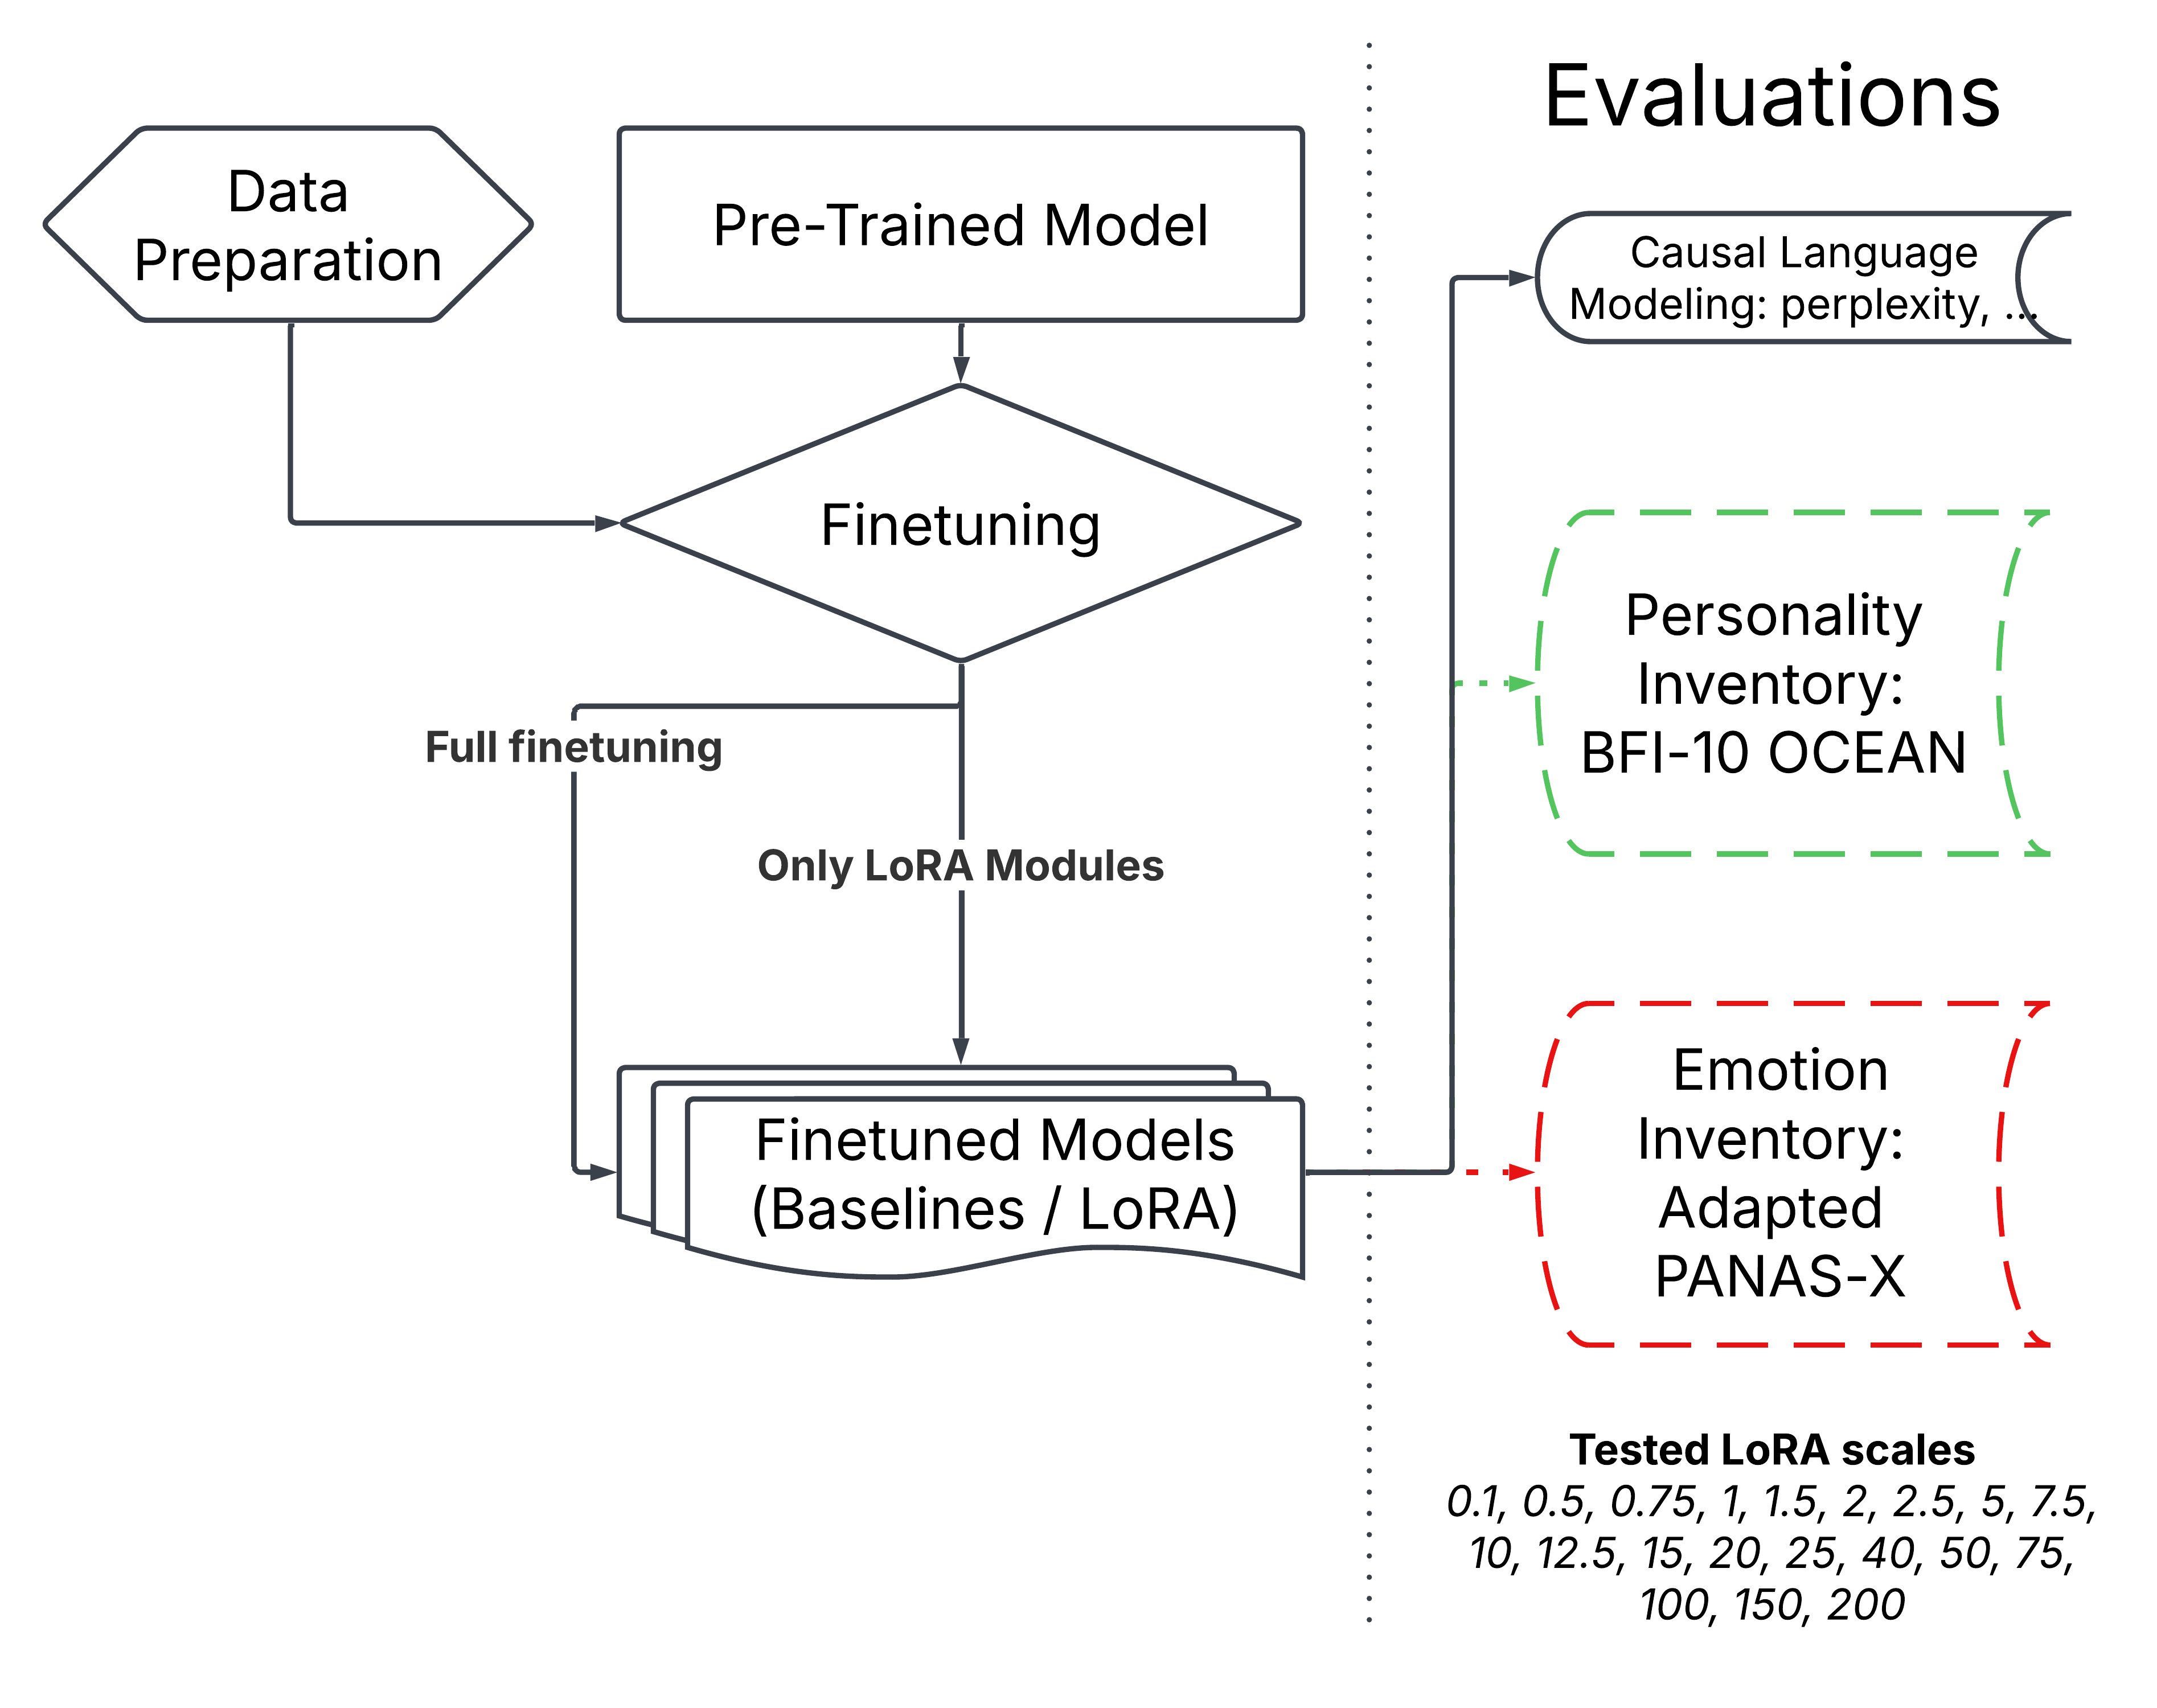 Data
Preparation
Pre-Trained Model
Finetuning
Full finetuning
Only LoRA Modules
Finetuned Models
(Baselines / LoRA)
Evaluations
Causal Language
Modeling: perplexity, ...
Personality
Inventory:
BFI-10 OCEAN
Emotion
Inventory:
Adapted
PANAS-X
Tested LoRA scales
0.1, 0.5, 0.75, 1, 1.5, 2, 2.5, 5, 7.5,
10, 12.5, 15, 20, 25, 40, 50, 75,
100, 150, 200